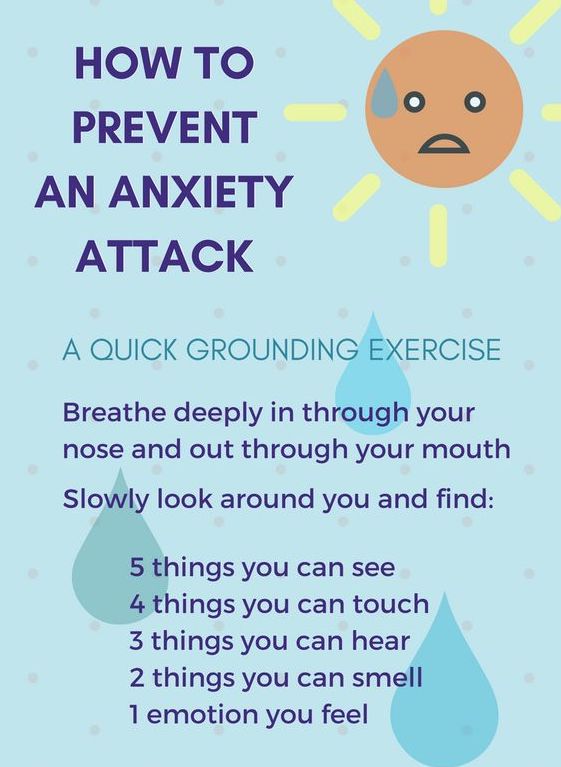 HOW TO
PREVENT
AN ANXIETY
ATTACK
A QUICK GROUNDING EXERCISE
Breathe deeply in through your
nose and out through your mouth
Slowly look around you and find:
5 things you can see
4 things you can touch
3 things you can hear
2 things you can smell
1 emotion you feel